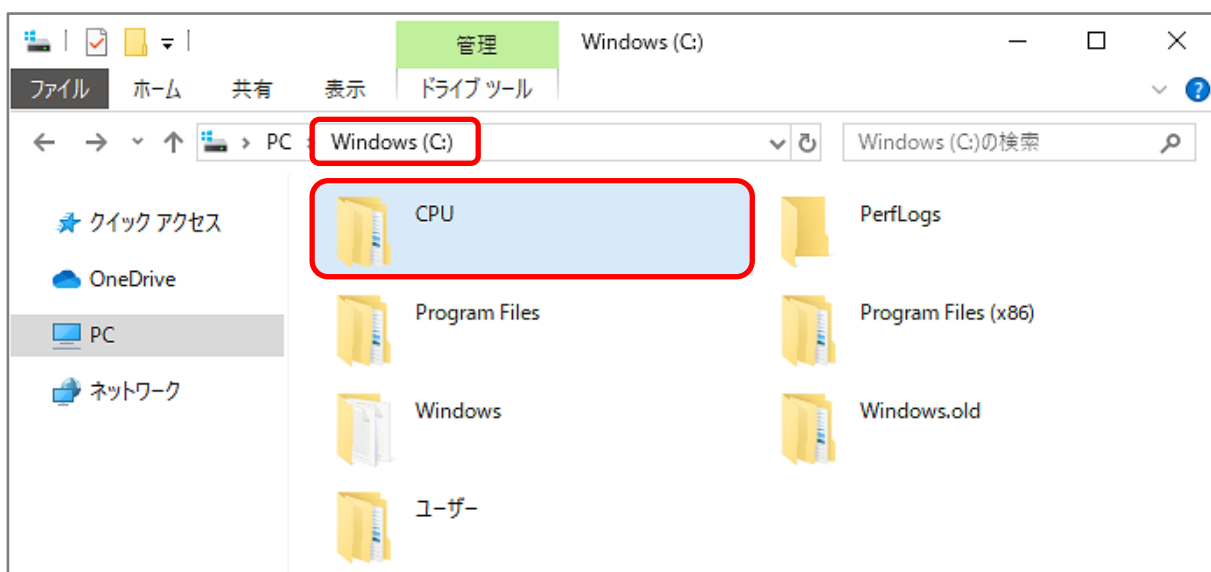 管理 Windows (C:)
ファイル ホーム 共有 表示 ドライブ ツール
PC Windows (C:) Windows (C:)の検索
クイック アクセス
OneDrive
PC
ネットワーク
CPU PerfLogs
Program Files Program Files (x86)
Windows Windows.old
ユーザー